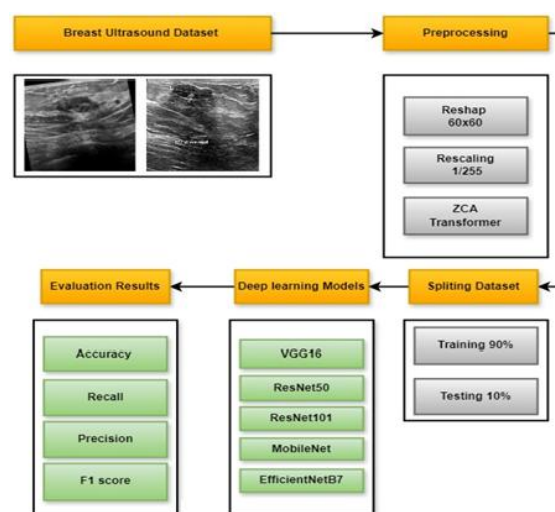 Breast Ultrasound Dataset
Preprocessing
Reshap
60x60
Rescaling
1/255
ZCA
Transformer
Evaluation Results
Deep learning Models
Spliting Dataset
Accuracy
Recall
Precision
F1 score
VGG16
ResNet50
ResNet101
MobileNet
EfficientNetB7
Training 90%
Testing 10%